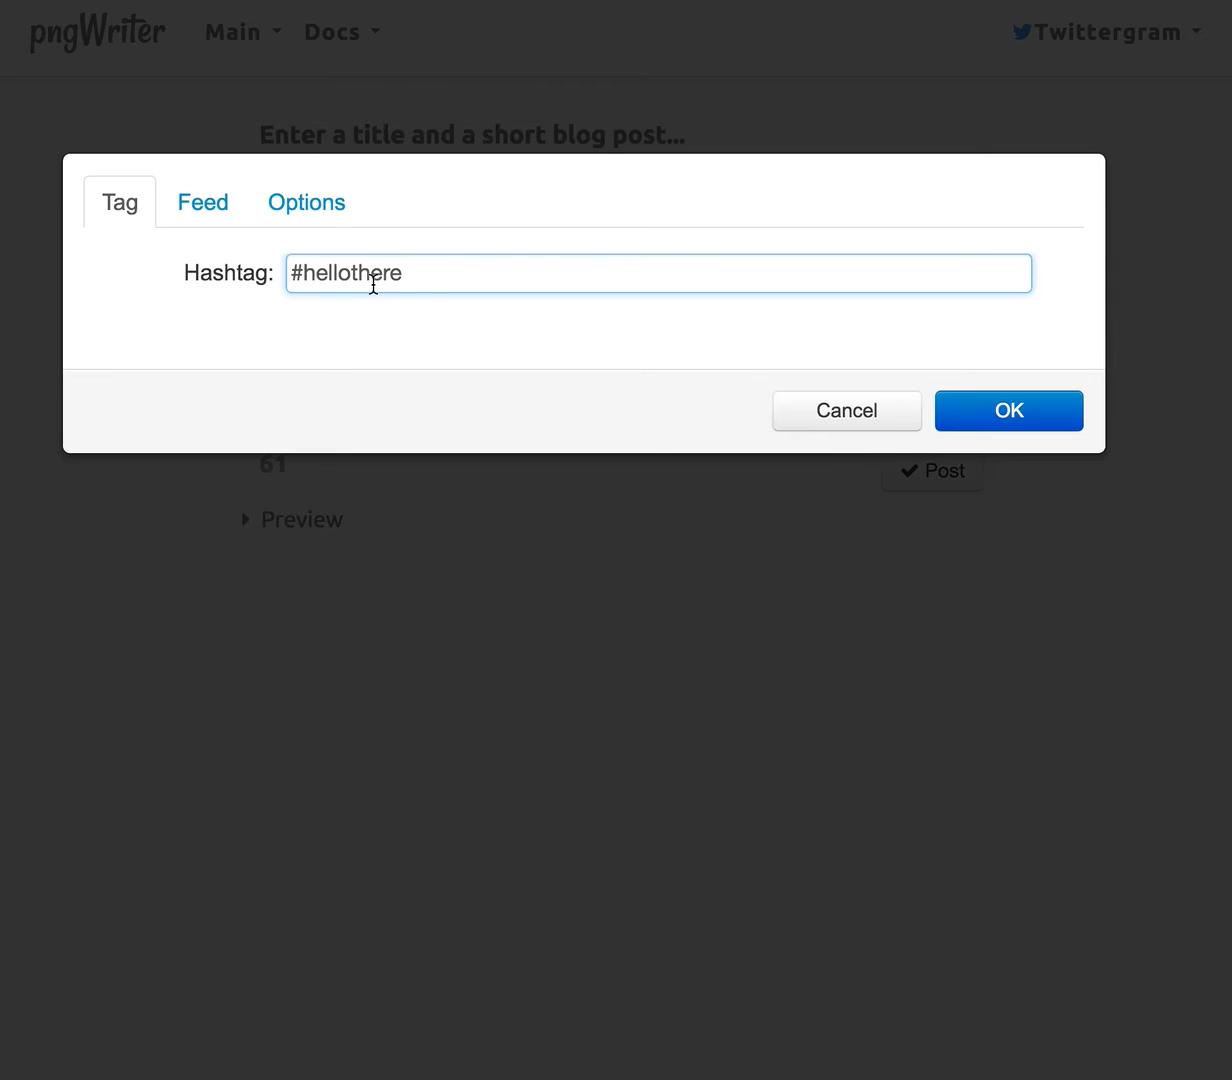 pngWriter Main Docs Twittergram
Enter a title and a short blog post...
Tag Feed Options
Hashtag: #hellothere
Cancel OK
61 Post
Preview